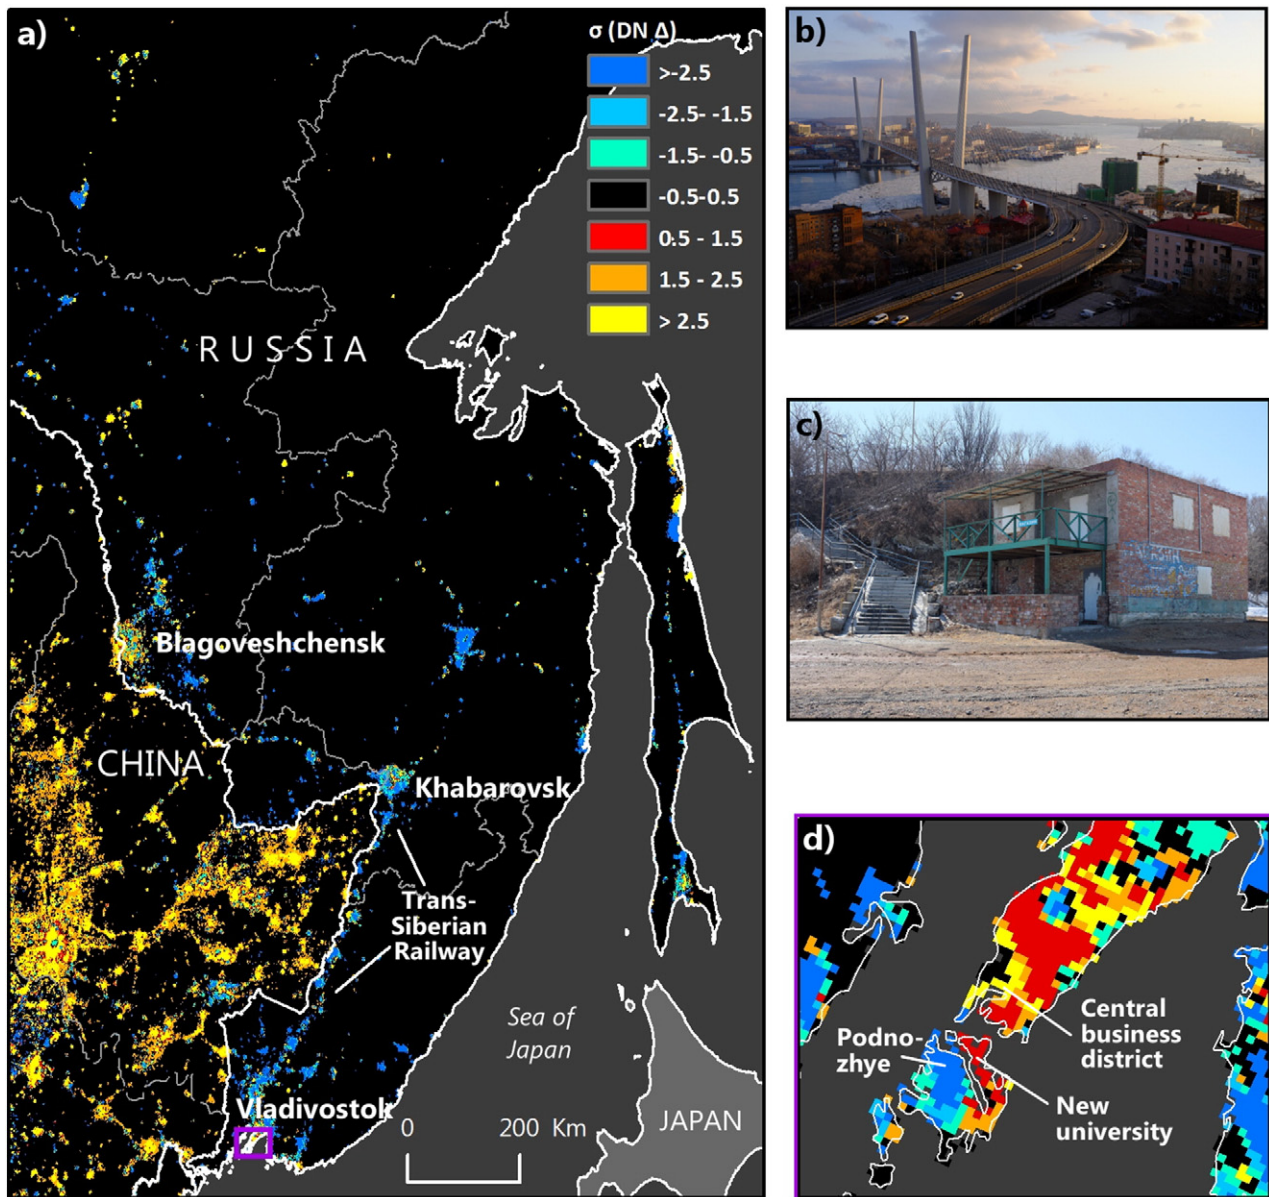 a)
σ (DN Δ)
>-2.5
-2.5- -1.5
-1.5- -0.5
-0.5-0.5
0.5 - 1.5
1.5 - 2.5
> 2.5
RUSSIA
Blagoveshchensk
CHINA
Khabarovsk
Trans-
Siberian
Railway
Sea of
Japan
Vladivostok
0 200 Km
JAPAN
b)
c)
d)
Central
business
district
Podno-
zhye
New
university